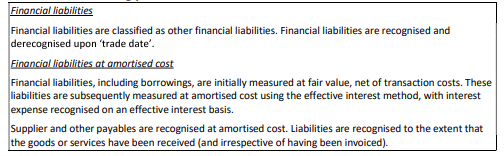 Financial liabilities
Financial liabilities are classified as other financial liabilities. Financial liabilities are recognised and
derecognised upon ‘trade date’.
Financial liabilities at amortised cost
Financial liabilities, including borrowings, are initially measured at fair value, net of transaction costs. These
liabilities are subsequently measured at amortised cost using the effective interest method, with interest
expense recognised on an effective interest basis.
Supplier and other payables are recognised at amortised cost. Liabilities are recognised to the extent that
the goods or services have been received (and irrespective of having been invoiced).